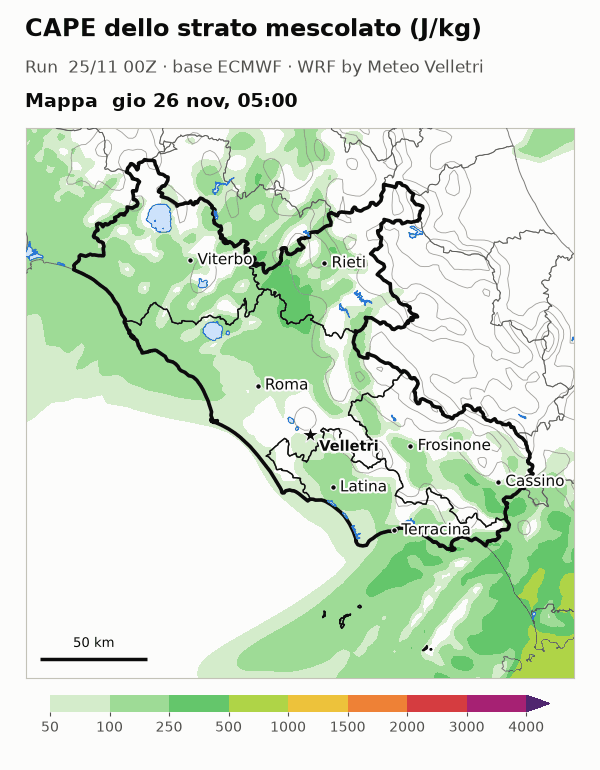 CAPE dello strato mescolato (J/kg)
Run  25/11 00Z · base ECMWF · WRF by Meteo Velletri
Mappa  gio 26 nov, 05:00
Viterbo
Rieti
Roma
Velletri
Frosinone
Cassino
Latina
Terracina
50 km
50 100 250 500 1000 1500 2000 3000 4000